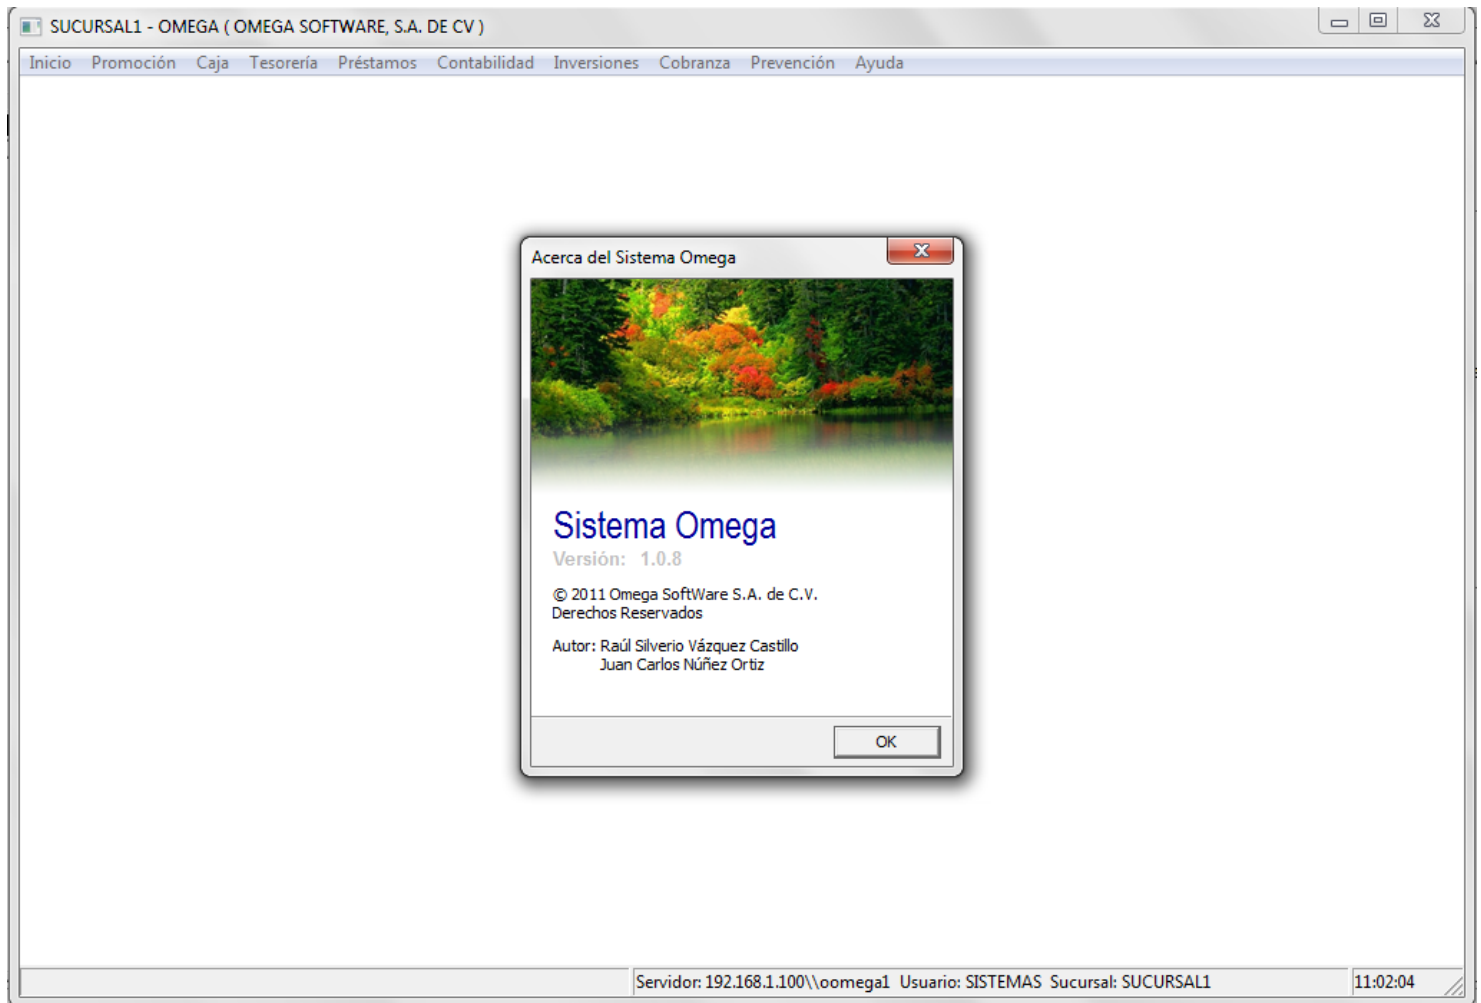 SUCURSAL1 - OMEGA ( OMEGA SOFTWARE, S.A. DE CV )
Inicio Promoción Caja Tesorería Préstamos Contabilidad Inversiones Cobranza Prevención Ayuda
Acerca del Sistema Omega
Sistema Omega
Versión: 1.0.8
© 2011 Omega SoftWare S.A. de C.V.
Derechos Reservados
Autor: Raúl Silverio Vázquez Castillo
Juan Carlos Núñez Ortiz
OK
Servidor: 192.168.1.100\\oomega1 Usuario: SISTEMAS Sucursal: SUCURSAL1 11:02:04